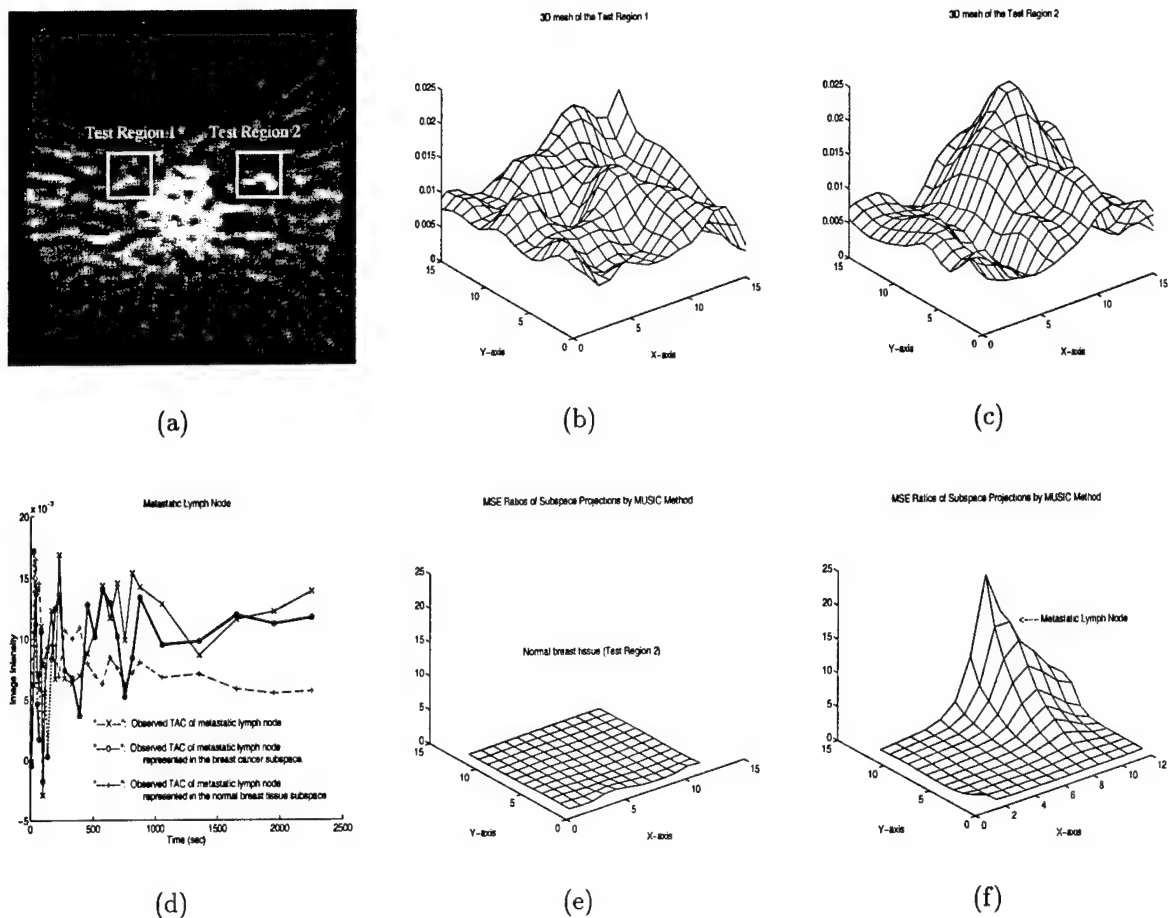 Test Region 1
Test Region 2
(a)
3D mesh of the Test Region 1
0.025
0.02
0.015
0.01
0.005
0
15
10
5
0
0
5
10
15
Y-axis
X-axis
(b)
3D mesh of the Test Region 2
0.025
0.02
0.015
0.01
0.005
0
15
10
5
0
0
5
10
15
Y-axis
X-axis
(c)
Metastatic Lymph Node
20
15
10
5
0
-5
Image Intensity
"—x—": Observed TAC of metastatic lymph node
"—o—": Observed TAC of metastatic lymph node
represented in the breast cancer subspace.
"--+--": Observed TAC of metastatic lymph node
represented in the normal breast tissue subspace
0
500
1000
1500
2000
2500
Time (sec)
(d)
MSE Ratios of Subspace Projections by MUSIC Method
25
20
15
10
5
0
Normal breast tissue (Test Region 2)
15
10
5
0
0
5
10
15
Y-axis
X-axis
(e)
MSE Ratios of Subspace Projections by MUSIC Method
25
20
15
10
5
0
<--- Metastatic Lymph Node
15
10
5
0
0
2
4
6
8
10
12
Y-axis
X-axis
(f)